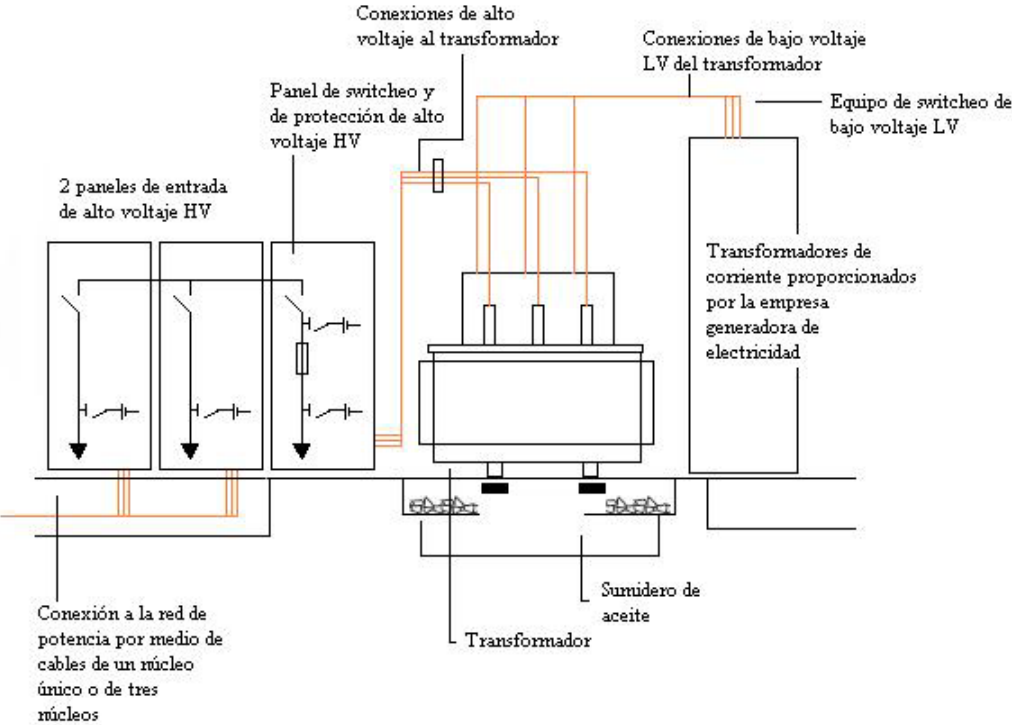 Conexiones de alto
voltaje al transformador
Conexiones de bajo voltaje
LV del transformador
Panel de switcheo y
de protección de alto
voltaje HV
Equipo de switcheo de
bajo voltaje LV
2 paneles de entrada
de alto voltaje HV
Transformadores de
corriente proporcionados
por la empresa
generadora de
electricidad
Sumidero de
aceite
Conexión a la red de
potencia por medio de
cables de un núcleo
único o de tres
núcleos
Transformador